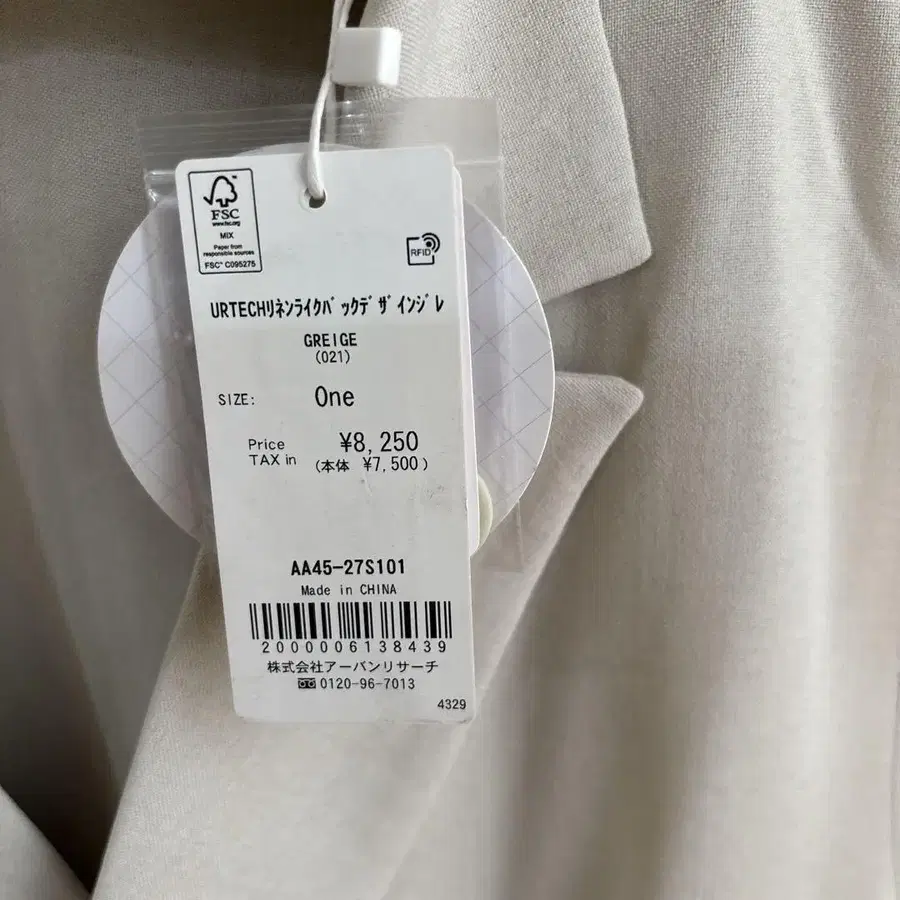 FSC
www.fsc.org
MIX
Paper from
responsible sources
FSC® C095275
RFID
URTECHﾘﾈﾝﾗｲｸﾊﾞｯｸﾃﾞｻﾞｲﾝｼﾞﾚ
GREIGE
(021)
SIZE: One
Price ¥8,250
TAX in (本体 ¥7,500)
AA45-27S101
Made in CHINA
2000006138439
株式会社アーバンリサーチ
0120-96-7013
4329